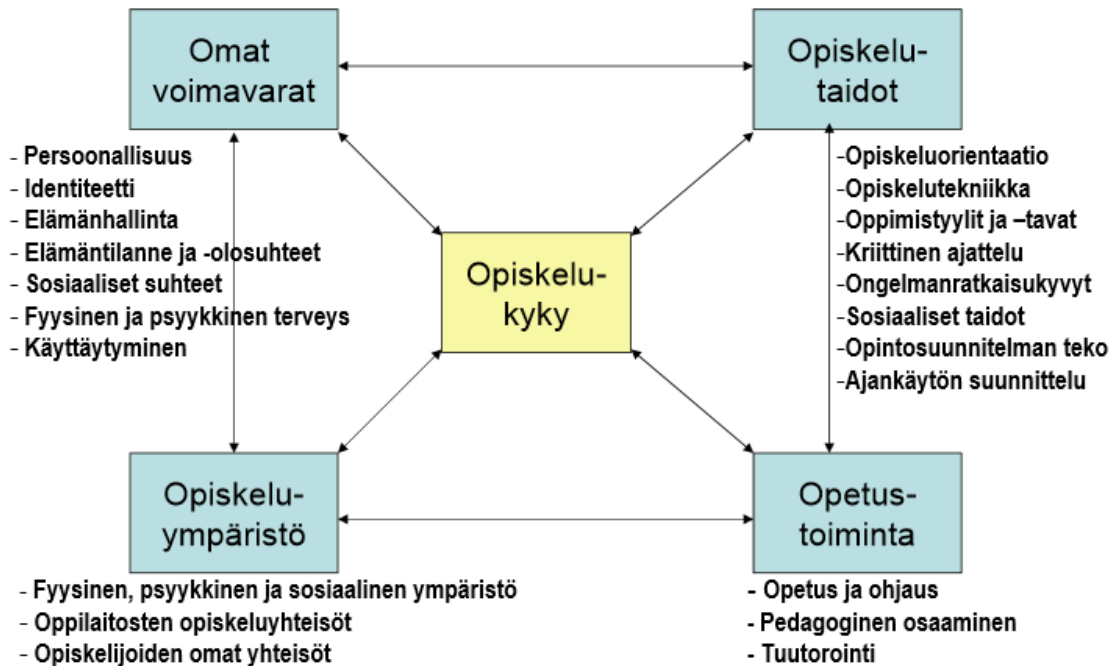 Omat
voimavarat
- Persoonallisuus
- Identiteetti
- Elämänhallinta
- Elämäntilanne ja -olosuhteet
- Sosiaaliset suhteet
- Fyysinen ja psyykkinen terveys
- Käyttäytyminen
Opiskelu-
taidot
-Opiskeluorientaatio
-Opiskelutekniikka
-Oppimistyylit ja –tavat
-Kriittinen ajattelu
-Ongelmanratkaisukyvyt
-Sosiaaliset taidot
-Opintosuunnitelman teko
-Ajankäytön suunnittelu
Opiskelu-
kyky
Opiskelu-
ympäristö
- Fyysinen, psyykkinen ja sosiaalinen ympäristö
- Oppilaitosten opiskeluyhteisöt
- Opiskelijoiden omat yhteisöt
Opetus-
toiminta
- Opetus ja ohjaus
- Pedagoginen osaaminen
- Tuutorointi